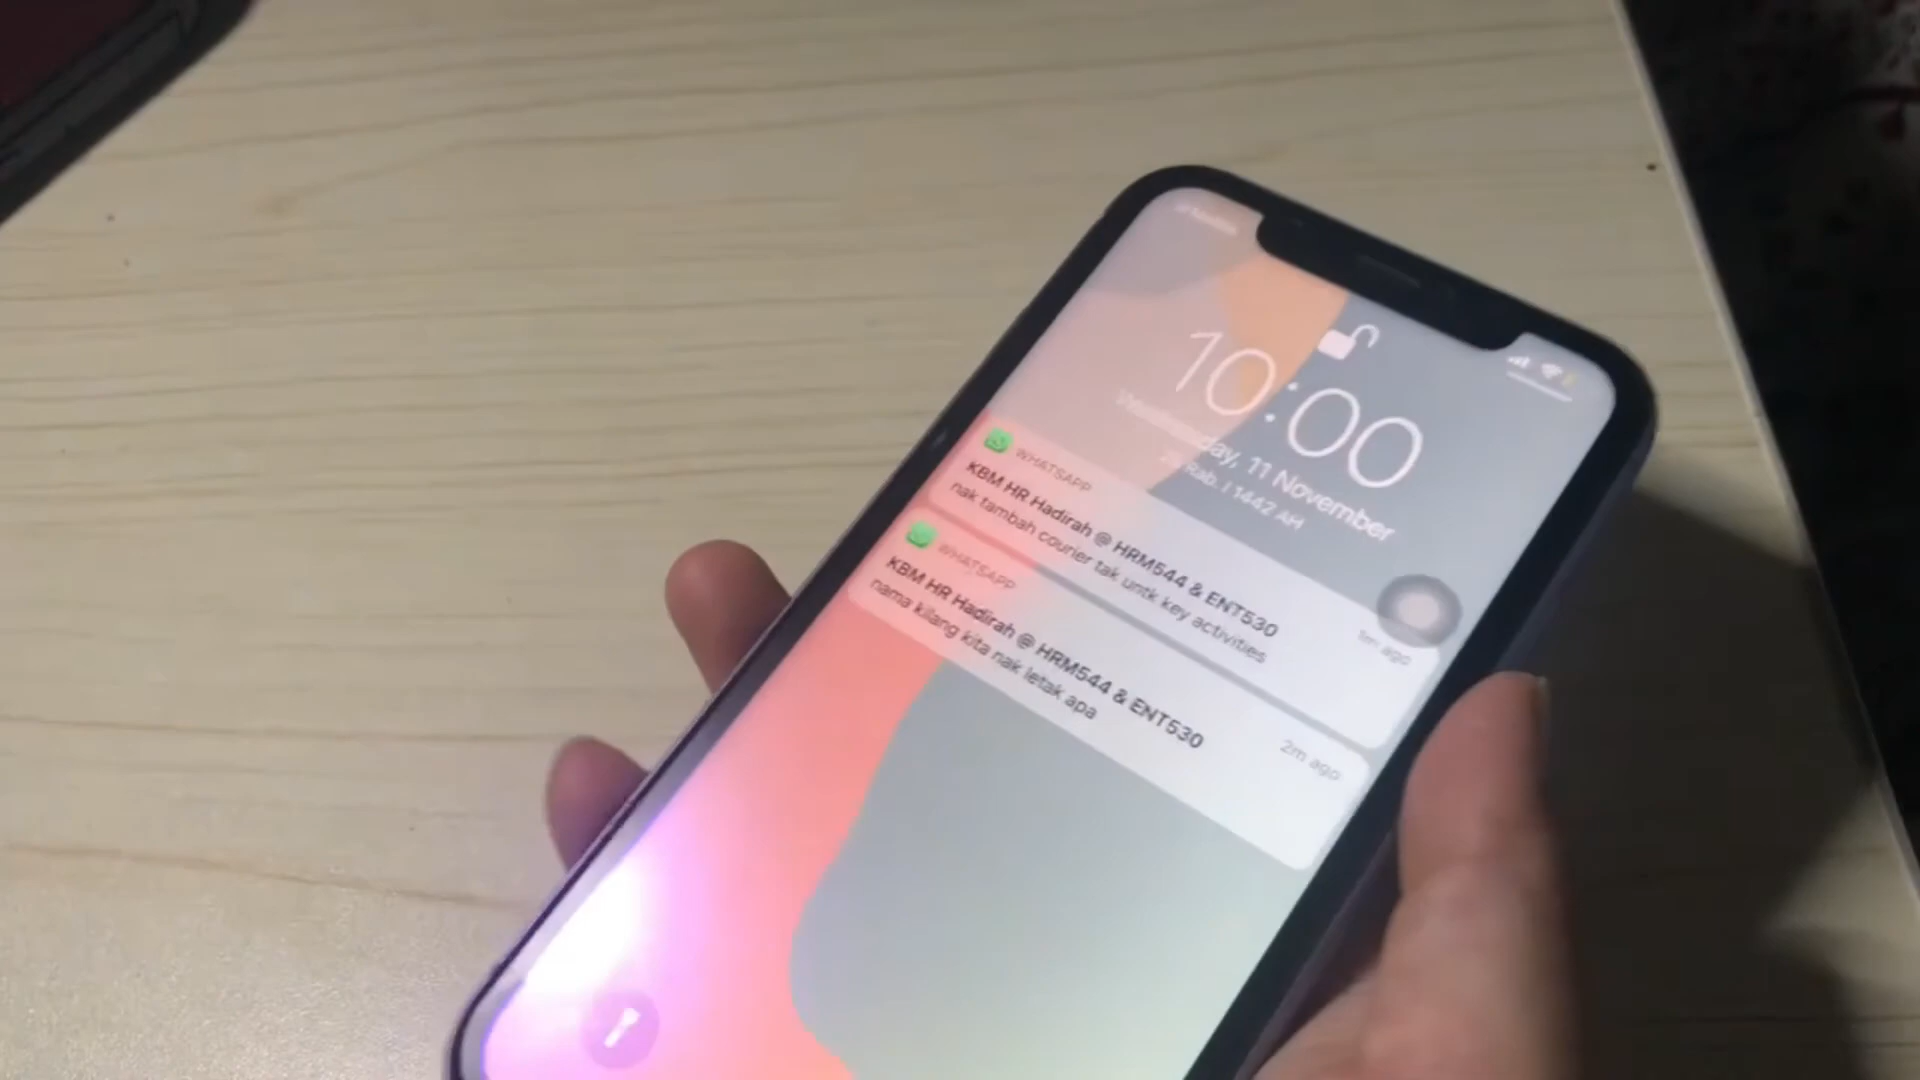 10:00
day, 11 November
Rab. I 1442 AH
WHATSAPP
1m ago
KBM HR Hadirah @ HRM544 & ENT530
nak tambah courier tak untk key activities
WHATSAPP
2m ago
KBM HR Hadirah @ HRM544 & ENT530
nama kilang kita nak letak apa